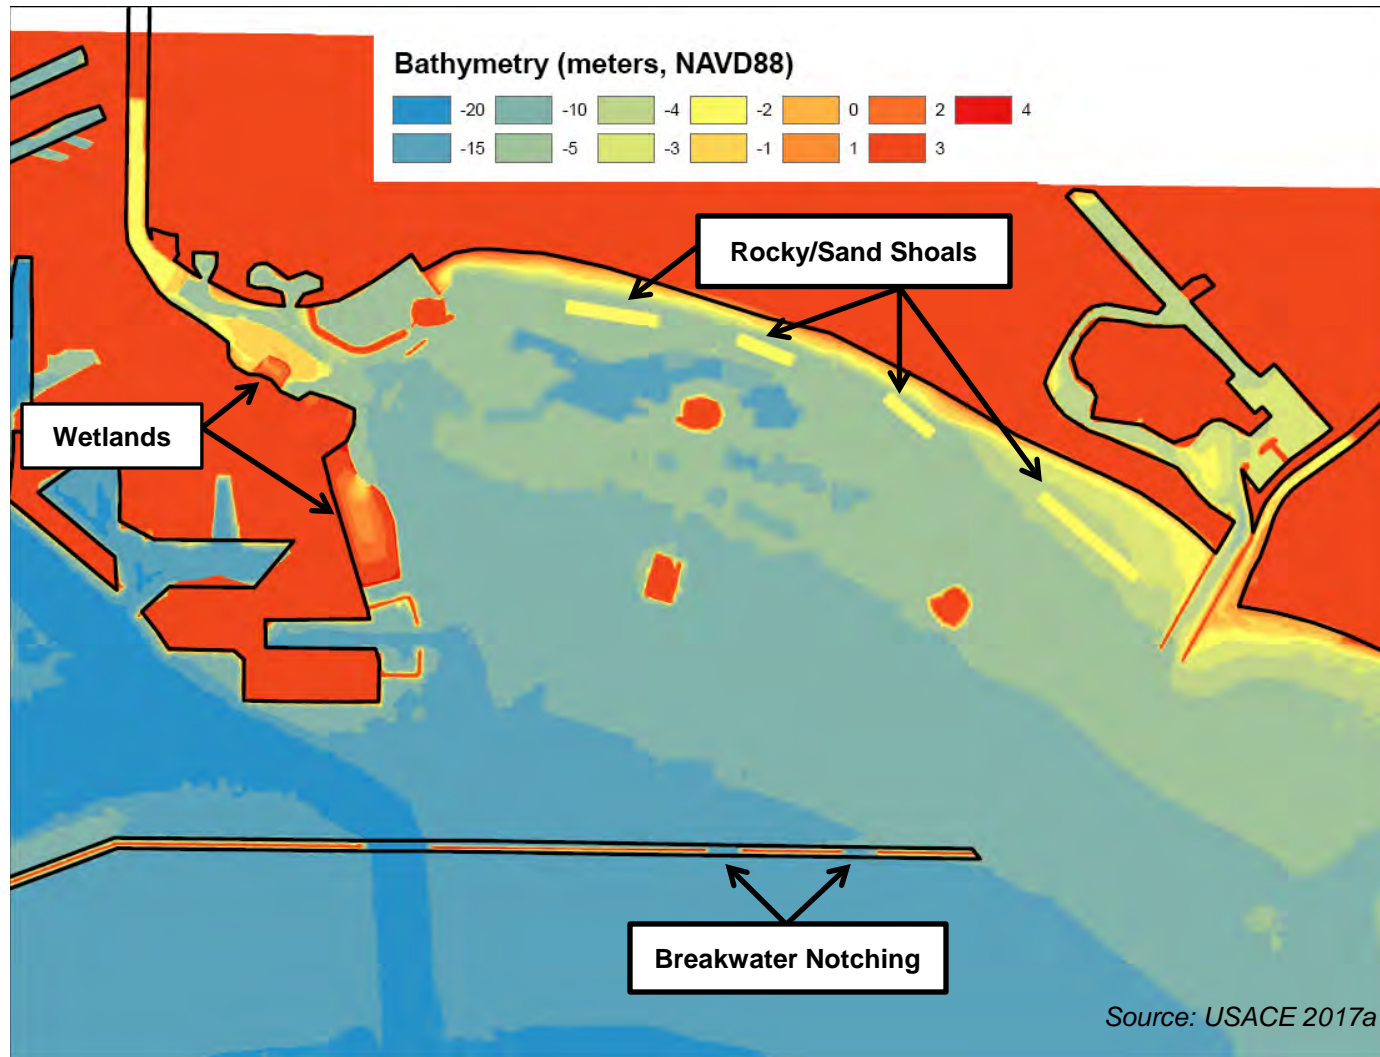 Bathymetry (meters, NAVD88)
-20 -10 -4 -2 0 2 4
-15 -5 -3 -1 1 3
Rocky/Sand Shoals
Wetlands
Breakwater Notching
Source: USACE 2017a